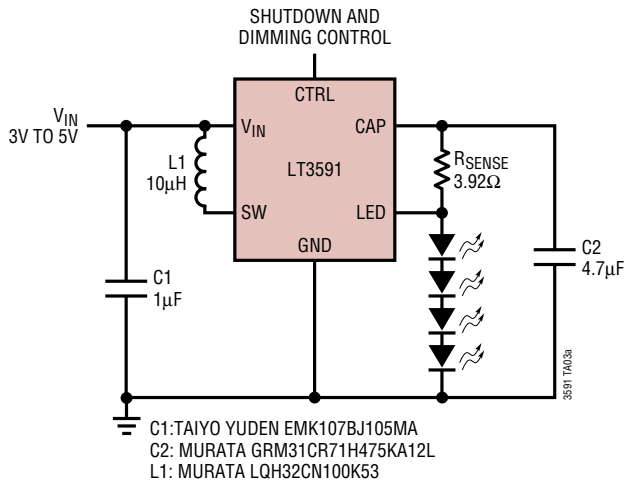 SHUTDOWN AND
DIMMING CONTROL
CTRL
VIN
3V TO 5V
VIN
CAP
L1
10µH
LT3591
RSENSE
3.92Ω
SW
LED
GND
C1
1µF
C2
4.7µF
3591 TA03a
C1:TAIYO YUDEN EMK107BJ105MA
C2: MURATA GRM31CR71H475KA12L
L1: MURATA LQH32CN100K53